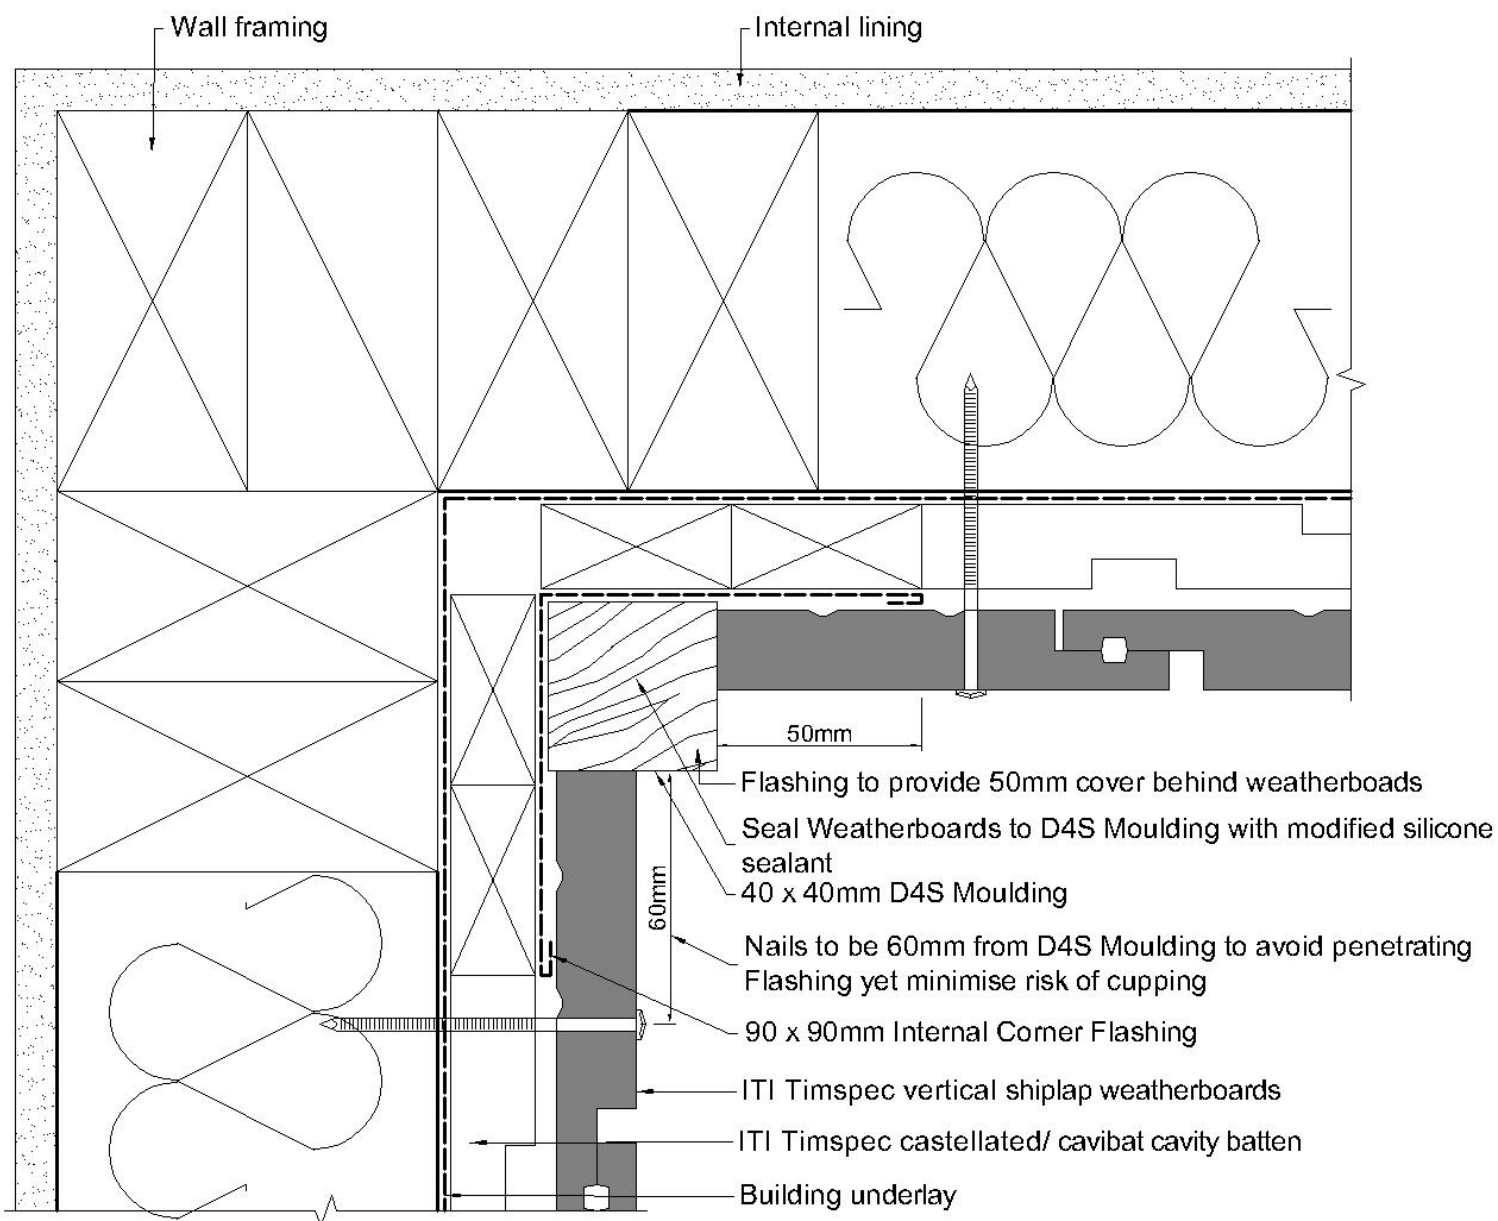 Wall framing
Internal lining
50mm
Flashing to provide 50mm cover behind weatherboads
Seal Weatherboards to D4S Moulding with modified silicone
sealant
40 x 40mm D4S Moulding
60mm
Nails to be 60mm from D4S Moulding to avoid penetrating
Flashing yet minimise risk of cupping
90 x 90mm Internal Corner Flashing
ITI Timspec vertical shiplap weatherboards
ITI Timspec castellated/ cavibat cavity batten
Building underlay